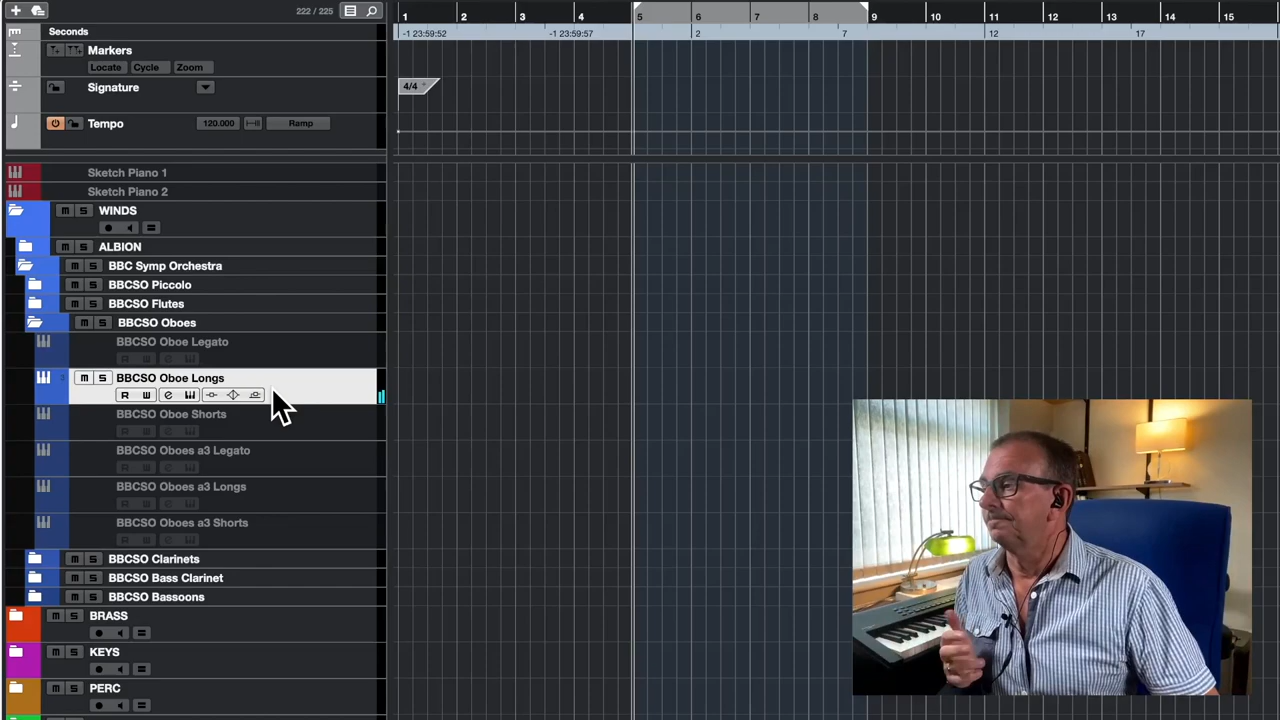 222 / 225
1 2 3 4 5 6 7 8 9 10 11 12 13 14 15
Seconds
-1 23:59:52 -1 23:59:57 2 7 12 17
Markers
Locate Cycle Zoom
Signature
4/4
Tempo 120.000 Ramp
Sketch Piano 1
Sketch Piano 2
M S WINDS
M S ALBION
M S BBC Symp Orchestra
M S BBCSO Piccolo
M S BBCSO Flutes
M S BBCSO Oboes
BBCSO Oboe Legato
R W e
3 M S BBCSO Oboe Longs
R W e
BBCSO Oboe Shorts
R W e
BBCSO Oboes a3 Legato
R W e
BBCSO Oboes a3 Longs
R W e
BBCSO Oboes a3 Shorts
R W e
M S BBCSO Clarinets
M S BBCSO Bass Clarinet
M S BBCSO Bassoons
M S BRASS
M S KEYS
M S PERC